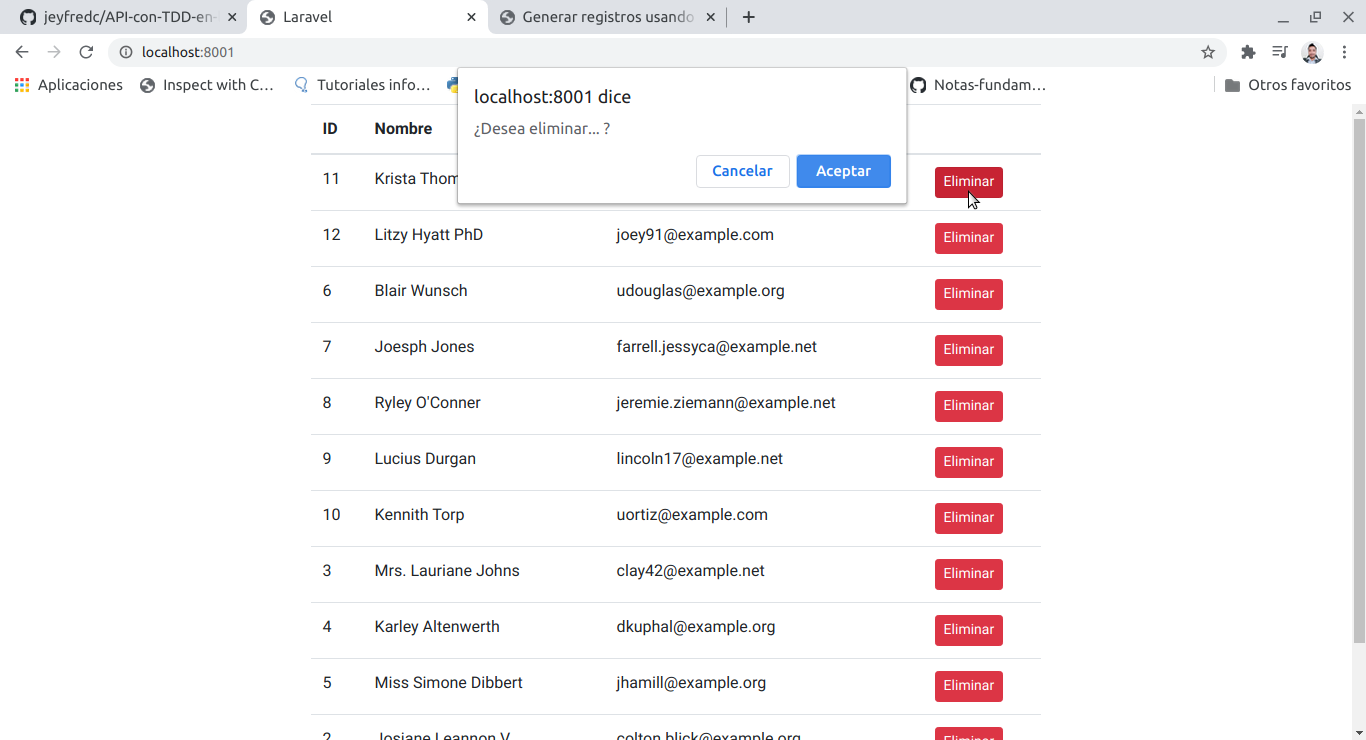 jeyfredc/API-con-TDD-en-
Laravel
Generar registros usando
localhost:8001
Aplicaciones
Inspect with C…
Tutoriales info…
Notas-fundam…
Otros favoritos
localhost:8001 dice
¿Desea eliminar... ?
Cancelar
Aceptar
ID Nombre
11 Krista Thom Eliminar
12 Litzy Hyatt PhD joey91@example.com Eliminar
6 Blair Wunsch udouglas@example.org Eliminar
7 Joesph Jones farrell.jessyca@example.net Eliminar
8 Ryley O'Conner jeremie.ziemann@example.net Eliminar
9 Lucius Durgan lincoln17@example.net Eliminar
10 Kennith Torp uortiz@example.com Eliminar
3 Mrs. Lauriane Johns clay42@example.net Eliminar
4 Karley Altenwerth dkuphal@example.org Eliminar
5 Miss Simone Dibbert jhamill@example.org Eliminar
2 Josiane Leannon V colton.blick@example.org Eliminar